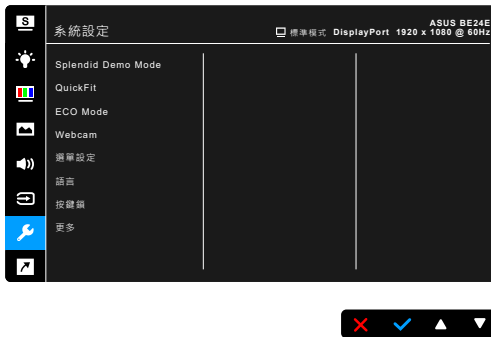 S
ASUS BE24E
系統設定
標準模式 DisplayPort 1920 x 1080 @ 60Hz
Splendid Demo Mode
QuickFit
ECO Mode
Webcam
選單設定
語言
按鍵鎖
更多